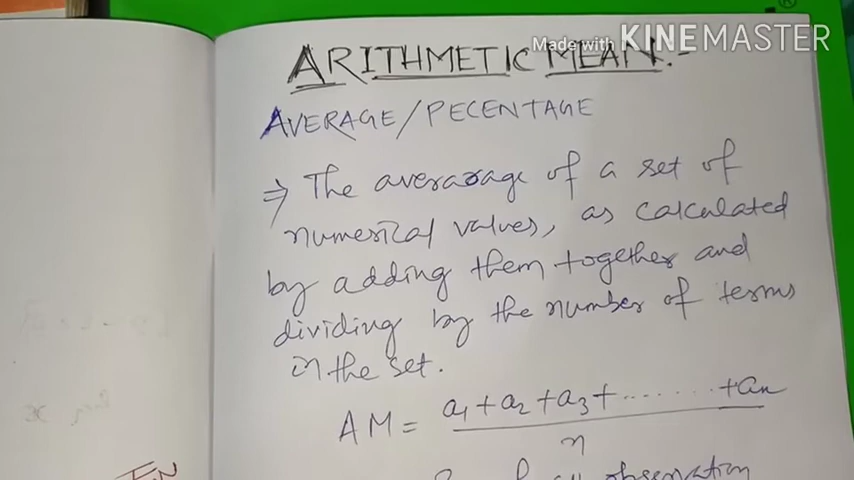 Made with KINEMASTER
ARITHMETIC MEAN:-
AVERAGE/PECENTAGE
⇒ The averarage of a set of
numerical values, as calculated
by adding them together and
dividing by the number of terms
in the set.
AM = a1 + a2 + a3 + ....... + an
n
observation